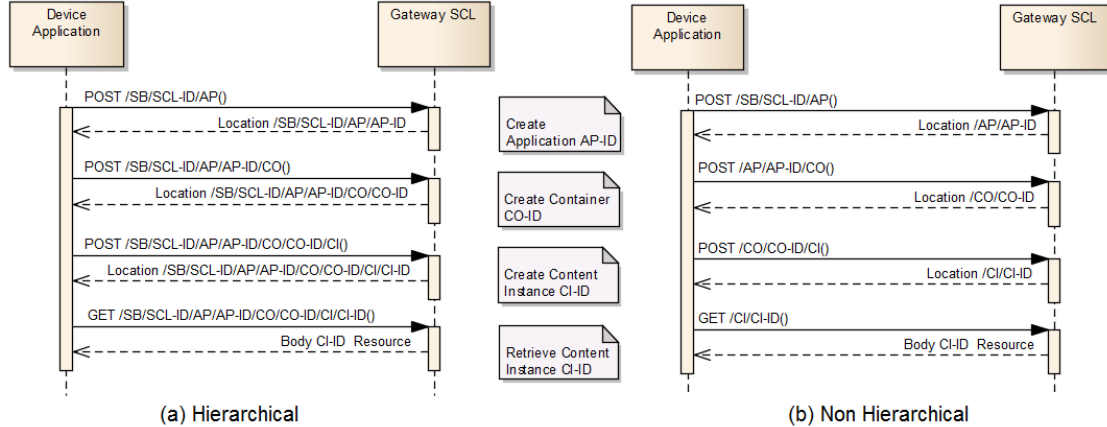 Device
Application
Gateway SCL
POST /SB/SCL-ID/AP()
Location /SB/SCL-ID/AP/AP-ID
POST /SB/SCL-ID/AP/AP-ID/CO()
Location /SB/SCL-ID/AP/AP-ID/CO/CO-ID
POST /SB/SCL-ID/AP/AP-ID/CO/CO-ID/CI()
Location /SB/SCL-ID/AP/AP-ID/CO/CO-ID/CI/CI-ID
GET /SB/SCL-ID/AP/AP-ID/CO/CO-ID/CI/CI-ID()
Body CI-ID Resource
(a) Hierarchical
Create
Application AP-ID
Create Container
CO-ID
Create Content
Instance CI-ID
Retrieve Content
Instance CI-ID
Device
Application
Gateway SCL
POST /SB/SCL-ID/AP()
Location /AP/AP-ID
POST /AP/AP-ID/CO()
Location /CO/CO-ID
POST /CO/CO-ID/CI()
Location /CI/CI-ID
GET /CI/CI-ID()
Body CI-ID Resource
(b) Non Hierarchical